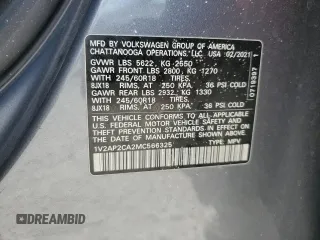 MFD. BY VOLKSWAGEN GROUP OF AMERICA
CHATTANOOGA OPERATIONS, LLC. USA 02/2021
GVWR LBS 5622, KG 2550
GAWR FRONT LBS 2800, KG 1270
WITH 245/60R18 TIRES,
8JX18 RIMS, AT 250 KPA/ 36 PSI COLD
GAWR REAR LBS 2932, KG 1330
WITH 245/60R18 TIRES,
8JX18 RIMS, AT 250 KPA/ 36 PSI COLD
THIS VEHICLE CONFORMS TO ALL APPLICABLE
FEDERAL MOTOR VEHICLE SAFETY STANDARDS
IN EFFECT ON THE DATE
OF MANUFACTURE SHOWN ABOVE.
1V2AP2CA2MC566325 TYPE: MPV
DREAMBID
DREAMBID.COM